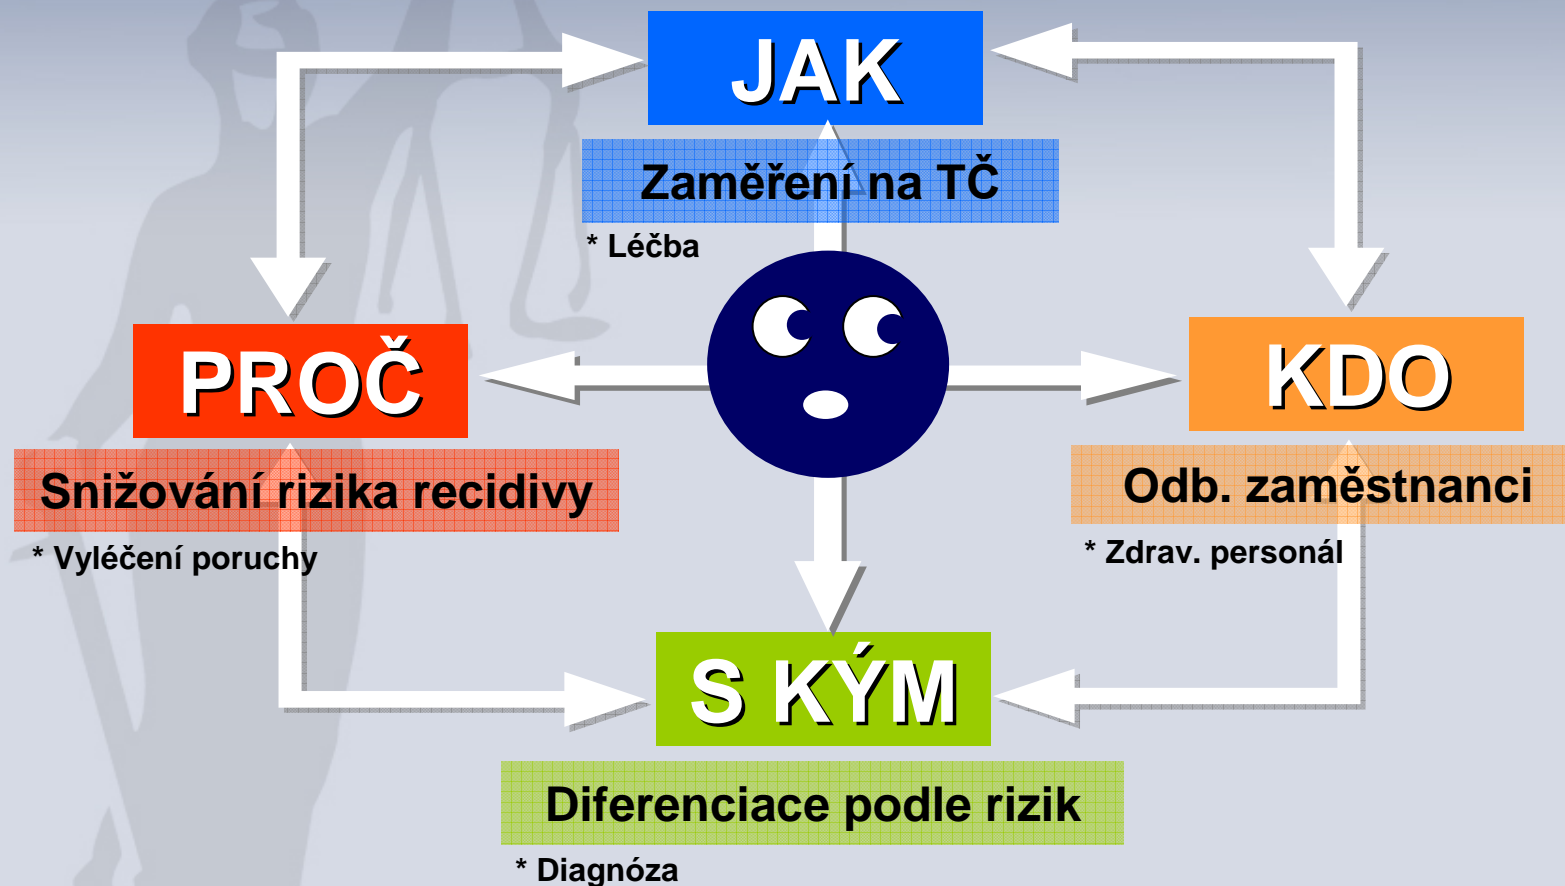 JAK
Zaměření na TČ
* Léčba
PROČ
Snižování rizika recidivy
* Vyléčení poruchy
KDO
Odb. zaměstnanci
* Zdrav. personál
S KÝM
Diferenciace podle rizik
* Diagnóza